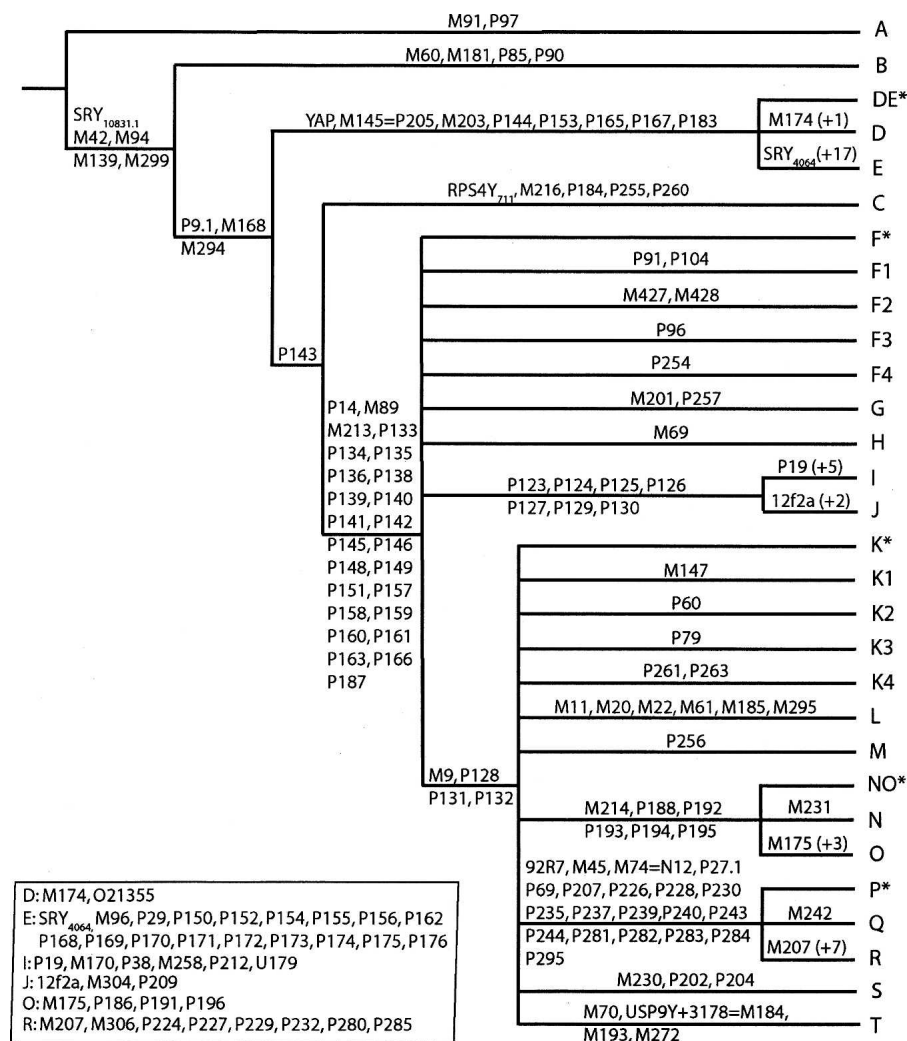 M91, P97
A
M60, M181, P85, P90
B
SRY10831.1
M42, M94
M139, M299
DE*
YAP, M145=P205, M203, P144, P153, P165, P167, P183
M174 (+1)
D
SRY4064(+17)
E
RPS4Y711, M216, P184, P255, P260
C
P9.1, M168
M294
F*
P91, P104
F1
M427, M428
F2
P96
F3
P143
P254
F4
P14, M89
M213, P133
P134, P135
P136, P138
P139, P140
P141, P142
P145, P146
P148, P149
P151, P157
P158, P159
P160, P161
P163, P166
P187
M201, P257
G
M69
H
P123, P124, P125, P126
P127, P129, P130
P19 (+5)
I
12f2a (+2)
J
K*
M147
K1
P60
K2
P79
K3
P261, P263
K4
M11, M20, M22, M61, M185, M295
L
P256
M
M9, P128
P131, P132
NO*
M214, P188, P192
P193, P194, P195
M231
N
M175 (+3)
O
92R7, M45, M74=N12, P27.1
P69, P207, P226, P228, P230
P235, P237, P239, P240, P243
P244, P281, P282, P283, P284
P295
P*
M242
Q
M207 (+7)
R
M230, P202, P204
S
M70, USP9Y+3178=M184,
M193, M272
T
D: M174, O21355
E: SRY4064, M96, P29, P150, P152, P154, P155, P156, P162
P168, P169, P170, P171, P172, P173, P174, P175, P176
I: P19, M170, P38, M258, P212, U179
J: 12f2a, M304, P209
O: M175, P186, P191, P196
R: M207, M306, P224, P227, P229, P232, P280, P285